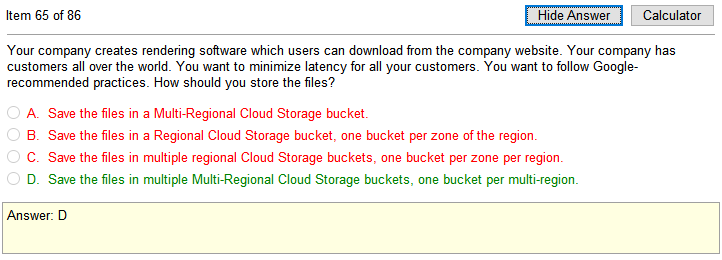 Item 65 of 86
Hide Answer
Calculator
Your company creates rendering software which users can download from the company website. Your company has
customers all over the world. You want to minimize latency for all your customers. You want to follow Google-
recommended practices. How should you store the files?
A. Save the files in a Multi-Regional Cloud Storage bucket.
B. Save the files in a Regional Cloud Storage bucket, one bucket per zone of the region.
C. Save the files in multiple regional Cloud Storage buckets, one bucket per zone per region.
D. Save the files in multiple Multi-Regional Cloud Storage buckets, one bucket per multi-region.
Answer: D